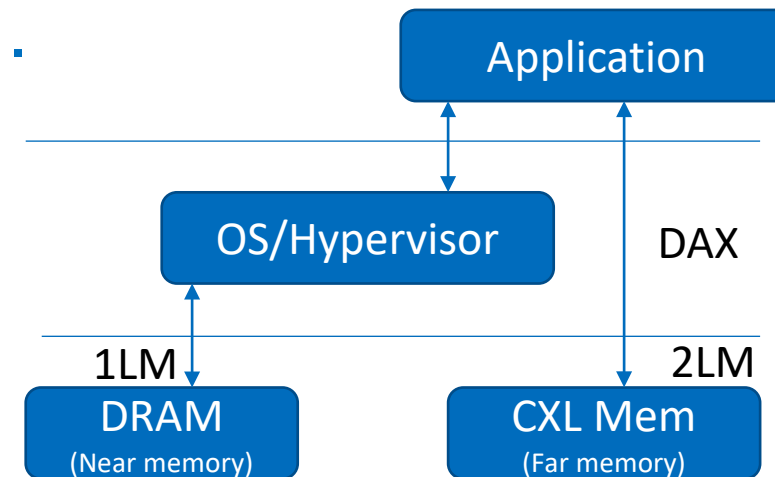 Application
OS/Hypervisor
DAX
1LM
2LM
DRAM
(Near memory)
CXL Mem
(Far memory)